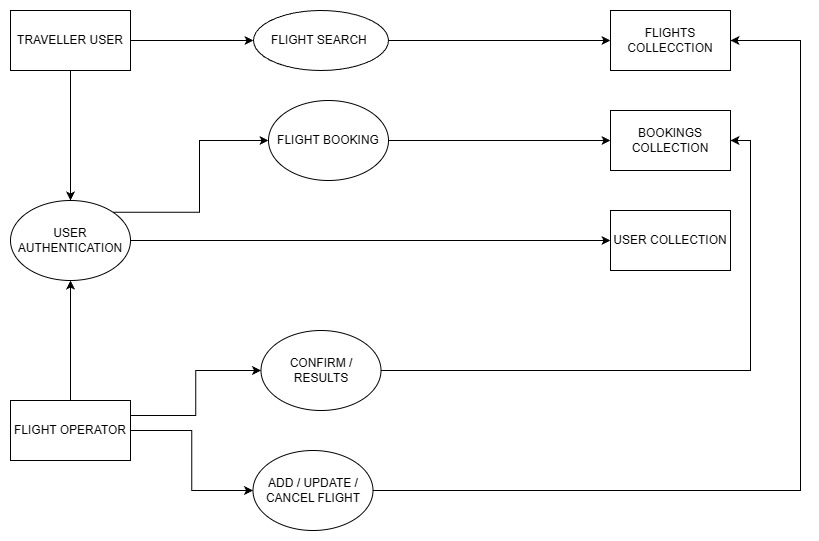 TRAVELLER USER
FLIGHT SEARCH
FLIGHTS
COLLECCTION
FLIGHT BOOKING
BOOKINGS
COLLECTION
USER
AUTHENTICATION
USER COLLECTION
CONFIRM /
RESULTS
FLIGHT OPERATOR
ADD / UPDATE /
CANCEL FLIGHT